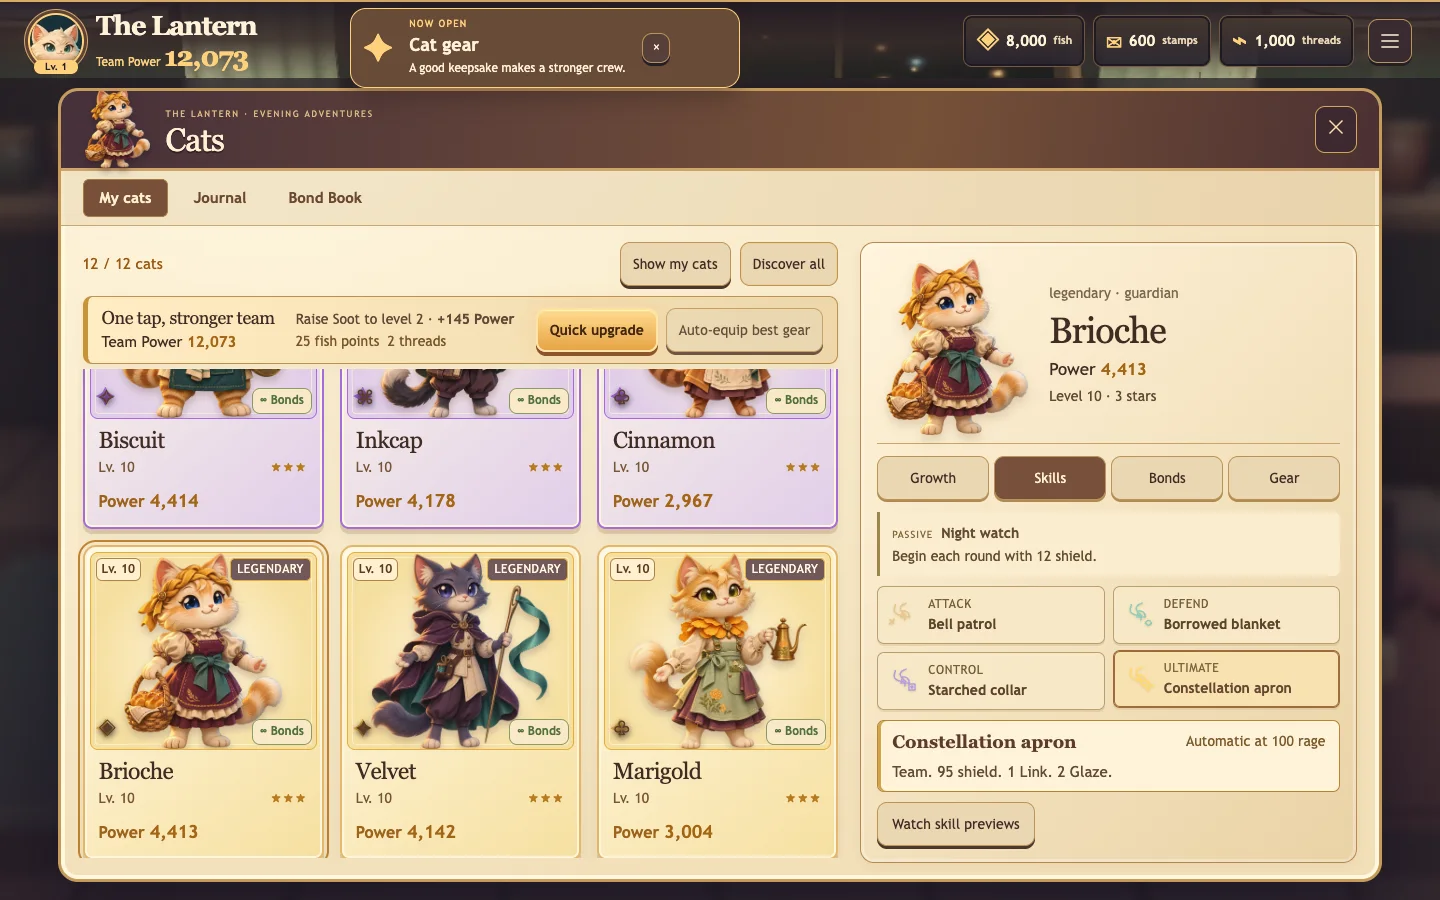 The Lantern
Team Power 12,073
Lv. 1
NOW OPEN
Cat gear
A good keepsake makes a stronger crew.
×
8,000 fish
600 stamps
1,000 threads
THE LANTERN · EVENING ADVENTURES
Cats
My cats
Journal
Bond Book
12 / 12 cats
Show my cats
Discover all
One tap, stronger team
Team Power 12,073
Raise Soot to level 2 · +145 Power
25 fish points 2 threads
Quick upgrade
Auto-equip best gear
∞ Bonds
Biscuit
Lv. 10
★★★
Power 4,414
∞ Bonds
Inkcap
Lv. 10
★★★
Power 4,178
∞ Bonds
Cinnamon
Lv. 10
★★★
Power 2,967
Lv. 10
LEGENDARY
∞ Bonds
Brioche
Lv. 10
★★★
Power 4,413
Lv. 10
LEGENDARY
∞ Bonds
Velvet
Lv. 10
★★★
Power 4,142
Lv. 10
LEGENDARY
∞ Bonds
Marigold
Lv. 10
★★★
Power 3,004
legendary · guardian
Brioche
Power 4,413
Level 10 · 3 stars
Growth
Skills
Bonds
Gear
PASSIVE Night watch
Begin each round with 12 shield.
ATTACK
Bell patrol
DEFEND
Borrowed blanket
CONTROL
Starched collar
ULTIMATE
Constellation apron
Constellation apron
Automatic at 100 rage
Team. 95 shield. 1 Link. 2 Glaze.
Watch skill previews